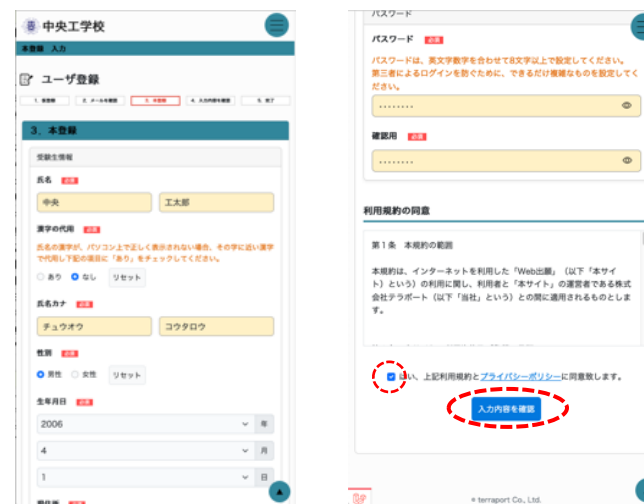 中央工学校
本登録 入力
ユーザ登録
1. 仮登録
2. メールを確認
3. 本登録
4. 入力内容を確認
5. 完了
3. 本登録
受験生情報
氏名 必須
中央
工太郎
漢字の代用 必須
氏名の漢字が、パソコン上で正しく表示されない場合、その字に近い漢字
で代用し下記の項目に「あり」をチェックしてください。
あり なし リセット
氏名カナ 必須
チュウオウ
コウタロウ
性別 必須
男性 女性 リセット
生年月日 必須
2006 年
4 月
1 日
現住所 必須
パスワード
パスワード 必須
パスワードは、英文字数字を合わせて8文字以上で設定してください。
第三者によるログインを防ぐために、できるだけ複雑なものを設定してく
ださい。
········
確認用 必須
········
利用規約の同意
第1条 本規約の範囲
本規約は、インターネットを利用した「Web出願」（以下「本サイ
ト」という）の利用に関し、利用者と「本サイト」の運営者である株式
会社テラポート（以下「当社」という）との間に適用されるものとしま
す。
はい、上記利用規約とプライバシーポリシーに同意致します。
入力内容を確認
© terraport Co., Ltd.